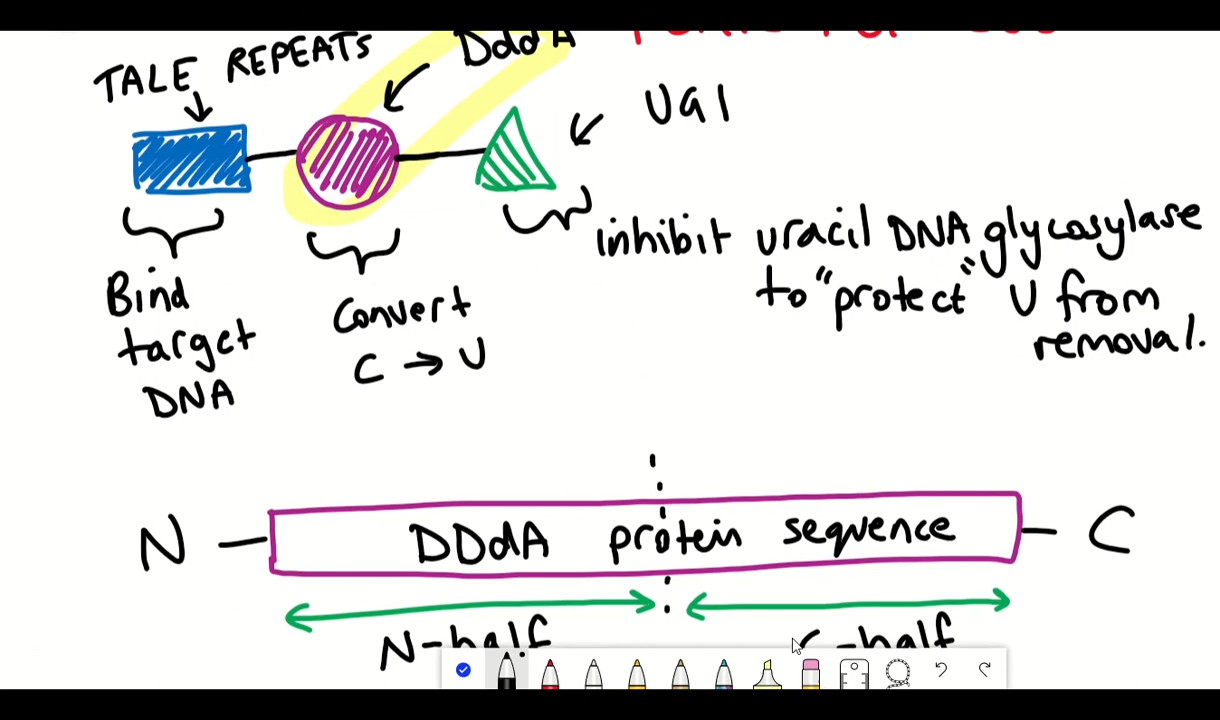 TALE REPEATS
DddA
UGI
inhibit uracil DNA glycosylase
to "protect" U from
removal.
Bind
target
DNA
Convert
C → U
N
DDdA protein sequence
C
N-half
C-half